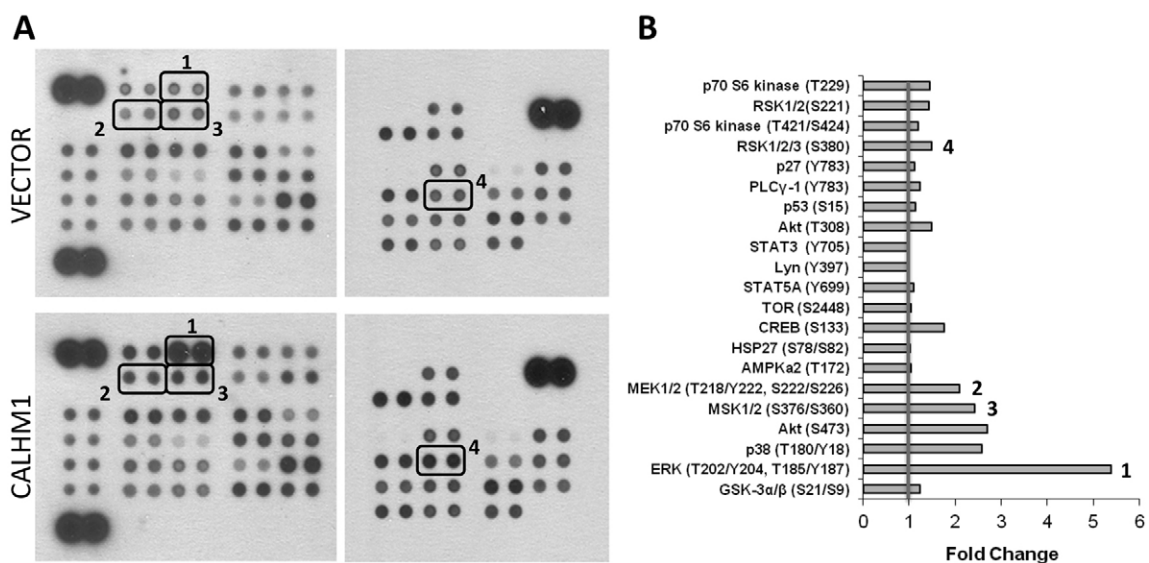 A
B
1
2
3
4
VECTOR
1
2
3
4
CALHM1
p70 S6 kinase (T229)
RSK1/2(S221)
p70 S6 kinase (T421/S424)
RSK1/2/3 (S380) 4
p27 (Y783)
PLCγ-1 (Y783)
p53 (S15)
Akt (T308)
STAT3 (Y705)
Lyn (Y397)
STAT5A (Y699)
TOR (S2448)
CREB (S133)
HSP27 (S78/S82)
AMPKa2 (T172)
MEK1/2 (T218/Y222, S222/S226) 2
MSK1/2 (S376/S360) 3
Akt (S473)
p38 (T180/Y18)
ERK (T202/Y204, T185/Y187) 1
GSK-3α/β (S21/S9)
0 1 2 3 4 5 6
Fold Change